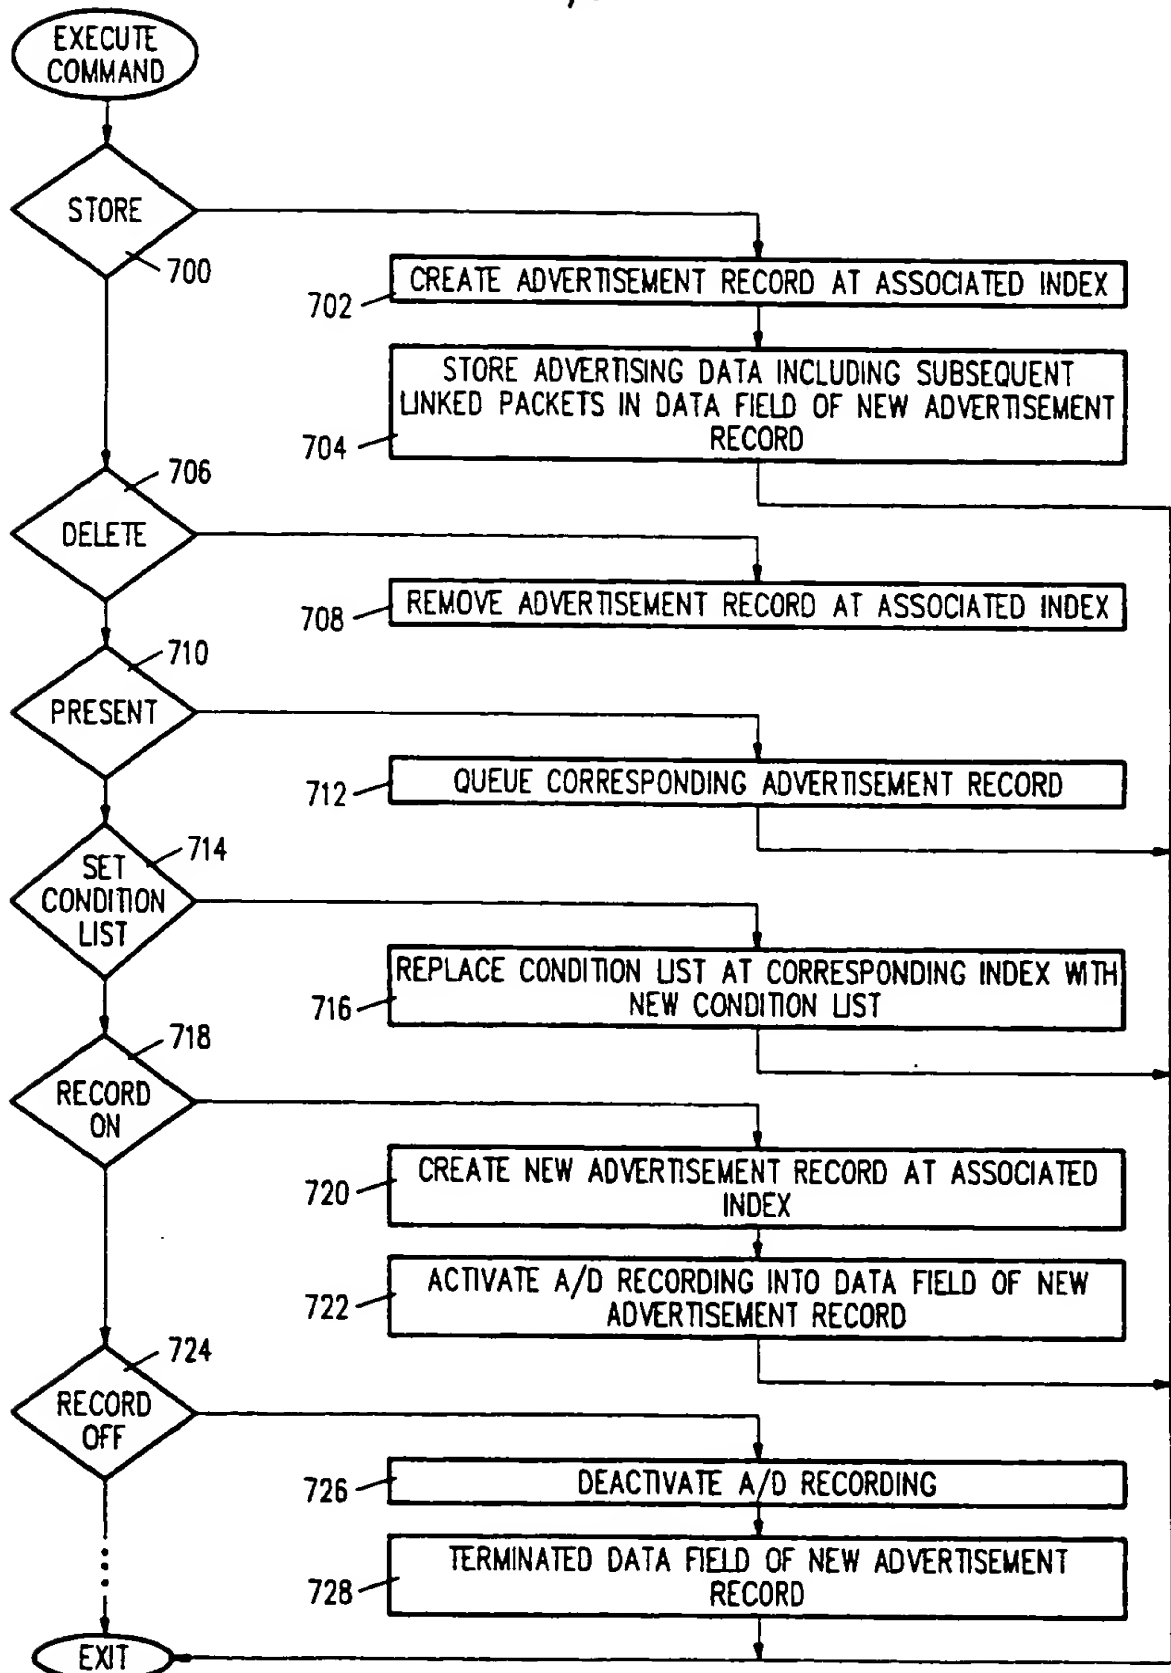 EXECUTE
COMMAND
STORE
700
CREATE ADVERTISEMENT RECORD AT ASSOCIATED INDEX
702
STORE ADVERTISING DATA INCLUDING SUBSEQUENT
LINKED PACKETS IN DATA FIELD OF NEW ADVERTISEMENT
RECORD
704
706
DELETE
REMOVE ADVERTISEMENT RECORD AT ASSOCIATED INDEX
708
710
PRESENT
QUEUE CORRESPONDING ADVERTISEMENT RECORD
712
714
SET
CONDITION
LIST
REPLACE CONDITION LIST AT CORRESPONDING INDEX WITH
NEW CONDITION LIST
716
718
RECORD
ON
CREATE NEW ADVERTISEMENT RECORD AT ASSOCIATED
INDEX
720
ACTIVATE A/D RECORDING INTO DATA FIELD OF NEW
ADVERTISEMENT RECORD
722
724
RECORD
OFF
DEACTIVATE A/D RECORDING
726
TERMINATED DATA FIELD OF NEW ADVERTISEMENT
RECORD
728
EXIT